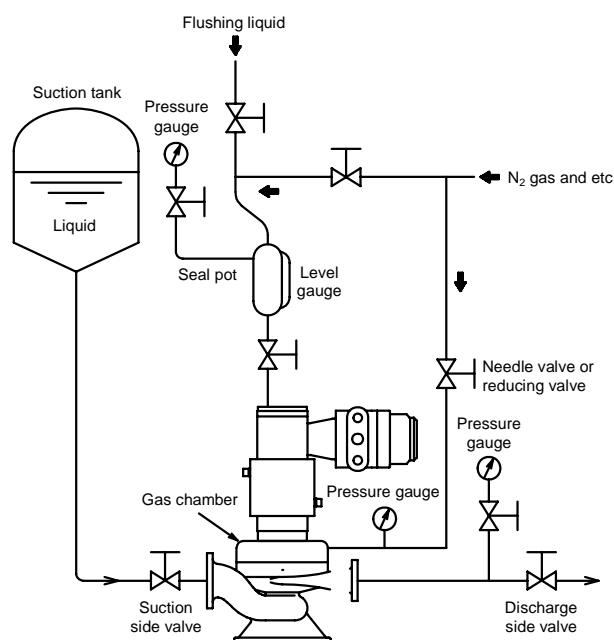 Flushing liquid
Suction tank
Pressure
gauge
N₂ gas and etc
Liquid
Seal pot
Level
gauge
Needle valve or
reducing valve
Pressure
gauge
Gas chamber
Pressure gauge
Suction
side valve
Discharge
side valve